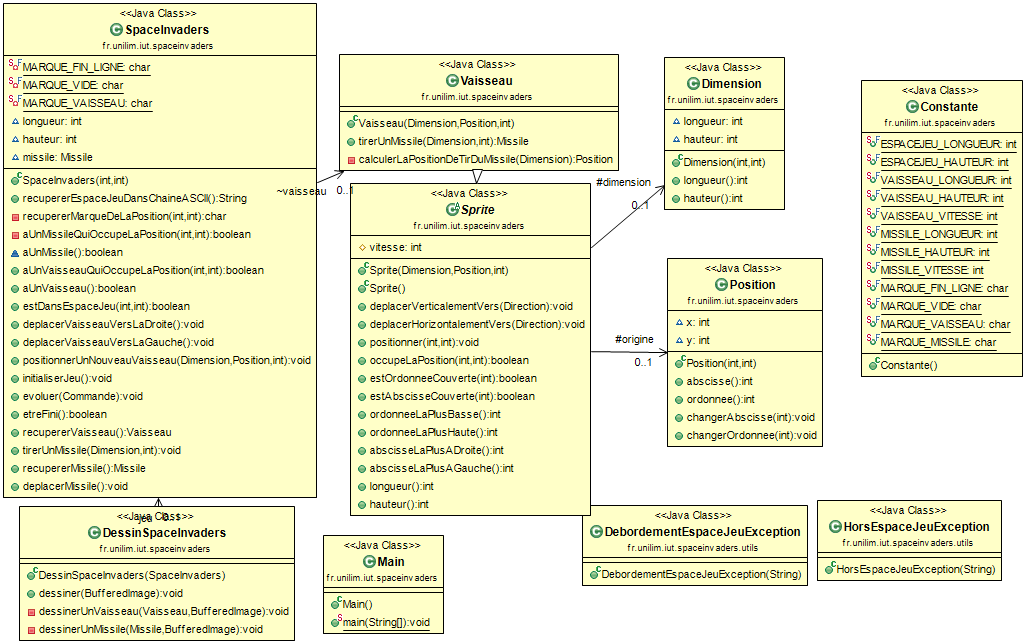 <<Java Class>>
SpaceInvaders
fr.unilim.iut.spaceinvaders
MARQUE_FIN_LIGNE: char
MARQUE_VIDE: char
MARQUE_VAISSEAU: char
longueur: int
hauteur: int
missile: Missile
SpaceInvaders(int,int)
recupererEspaceJeuDansChaineASCII():String
recupererMarqueDeLaPosition(int,int):char
aUnMissileQuiOccupeLaPosition(int,int):boolean
aUnMissile():boolean
aUnVaisseauQuiOccupeLaPosition(int,int):boolean
aUnVaisseau():boolean
estDansEspaceJeu(int,int):boolean
deplacerVaisseauVersLaDroite():void
deplacerVaisseauVersLaGauche():void
positionnerUnNouveauVaisseau(Dimension,Position,int):void
initialiserJeu():void
evoluer(Commande):void
etreFini():boolean
recupererVaisseau():Vaisseau
tirerUnMissile(Dimension,int):void
recupererMissile():Missile
deplacerMissile():void
~vaisseau 0..1
<<Java Class>>
Vaisseau
fr.unilim.iut.spaceinvaders
Vaisseau(Dimension,Position,int)
tirerUnMissile(Dimension,int):Missile
calculerLaPositionDeTirDuMissile(Dimension):Position
<<Java Class>>
Sprite
fr.unilim.iut.spaceinvaders
vitesse: int
Sprite(Dimension,Position,int)
Sprite()
deplacerVerticalementVers(Direction):void
deplacerHorizontalementVers(Direction):void
positionner(int,int):void
occupeLaPosition(int,int):boolean
estOrdonneeCouverte(int):boolean
estAbscisseCouverte(int):boolean
ordonneeLaPlusBasse():int
ordonneeLaPlusHaute():int
abscisseLaPlusADroite():int
abscisseLaPlusAGauche():int
longueur():int
hauteur():int
#dimension
0..1
#origine
0..1
<<Java Class>>
Dimension
fr.unilim.iut.spaceinvaders
longueur: int
hauteur: int
Dimension(int,int)
longueur():int
hauteur():int
<<Java Class>>
Position
fr.unilim.iut.spaceinvaders
x: int
y: int
Position(int,int)
abscisse():int
ordonnee():int
changerAbscisse(int):void
changerOrdonnee(int):void
<<Java Class>>
Constante
fr.unilim.iut.spaceinvaders
ESPACEJEU_LONGUEUR: int
ESPACEJEU_HAUTEUR: int
VAISSEAU_LONGUEUR: int
VAISSEAU_HAUTEUR: int
VAISSEAU_VITESSE: int
MISSILE_LONGUEUR: int
MISSILE_HAUTEUR: int
MISSILE_VITESSE: int
MARQUE_FIN_LIGNE: char
MARQUE_VIDE: char
MARQUE_VAISSEAU: char
MARQUE_MISSILE: char
Constante()
<<Java Class>>
jeu 0..1
DessinSpaceInvaders
fr.unilim.iut.spaceinvaders
DessinSpaceInvaders(SpaceInvaders)
dessiner(BufferedImage):void
dessinerUnVaisseau(Vaisseau,BufferedImage):void
dessinerUnMissile(Missile,BufferedImage):void
<<Java Class>>
Main
fr.unilim.iut.spaceinvaders
Main()
main(String[]):void
<<Java Class>>
DebordementEspaceJeuException
fr.unilim.iut.spaceinvaders.utils
DebordementEspaceJeuException(String)
<<Java Class>>
HorsEspaceJeuException
fr.unilim.iut.spaceinvaders.utils
HorsEspaceJeuException(String)